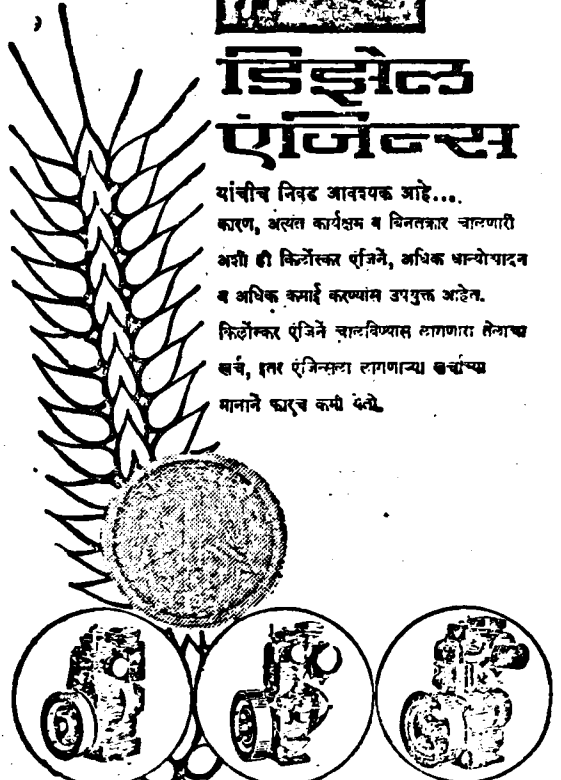 डिझेल
एंजिन्स
यांचीच निवड आवश्यक आहे...
कारण, अत्यंत कार्यक्षम व बिनतक्रार चालणारी
अशी ही किर्लोस्कर एंजिनें, अधिक धान्योत्पादन
व अधिक कमाई करण्यांस उपयुक्त आहेत.
किर्लोस्कर एंजिनें चालविण्यास लागणारा तेलाचा
खर्च, इतर एंजिन्सला लागणाऱ्या खर्चाच्या
मानानें फारच कमी येतो.